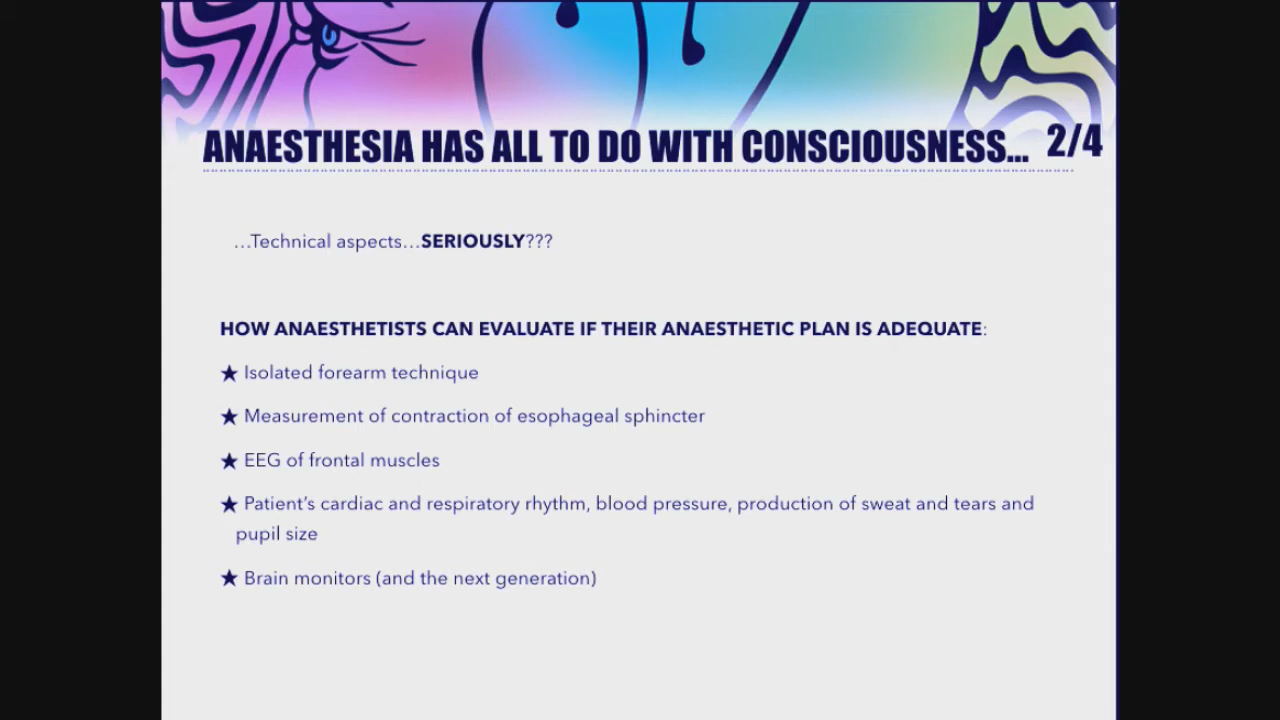 ANAESTHESIA HAS ALL TO DO WITH CONSCIOUSNESS... 2/4
…Technical aspects…SERIOUSLY???
HOW ANAESTHETISTS CAN EVALUATE IF THEIR ANAESTHETIC PLAN IS ADEQUATE:
★ Isolated forearm technique
★ Measurement of contraction of esophageal sphincter
★ EEG of frontal muscles
★ Patient’s cardiac and respiratory rhythm, blood pressure, production of sweat and tears and
pupil size
★ Brain monitors (and the next generation)